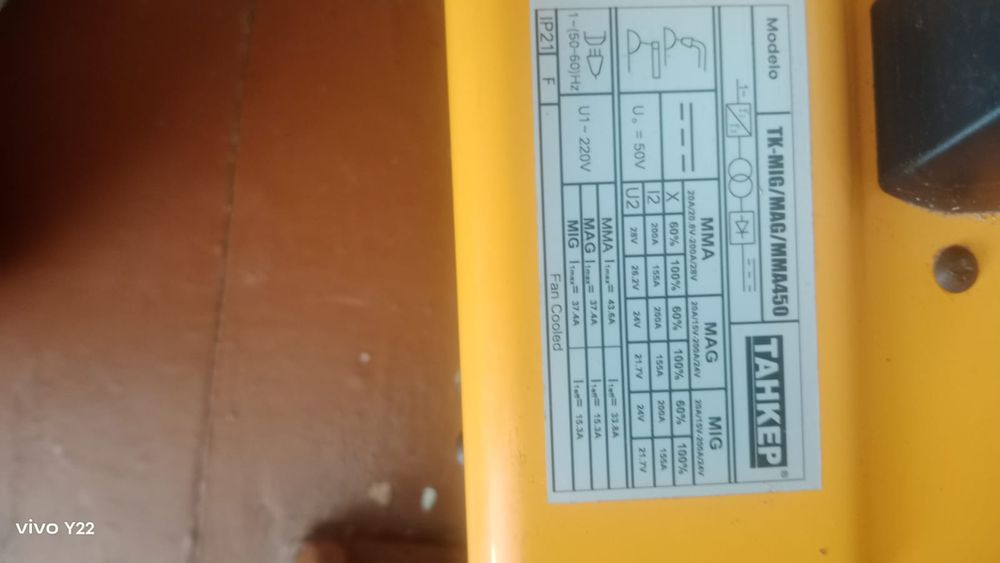 Modelo TK-MIG/MAG/MMA450 TAHKEP®
1~ f1 f2
MMA MAG MIG
20A/20.8V-200A/28V 20A/15V-200A/24V 20A/15V-200A/24V
X 60% 100% 60% 100% 60% 100%
U₀ = 50V I2 200A 155A 200A 155A 200A 155A
U2 28V 26.2V 24V 21.7V 24V 21.7V
MMA I1max= 43.6A I1eff= 33.8A
U1~ 220V MAG I1max= 37.4A I1eff= 15.3A
1~(50-60)Hz MIG I1max= 37.4A I1eff= 15.3A
IP21 F Fan Cooled
vivo Y22